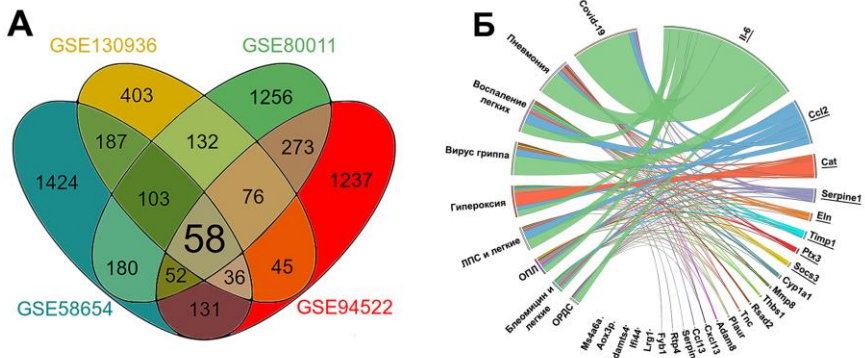 А
GSE130936
GSE80011
403
1256
187
132
273
1424
103
76
1237
58
180
52
36
45
131
GSE58654
GSE94522
Б
Covid-19
Пневмония
Воспаление
легких
Вирус гриппа
Гипероксия
ЛПС и легкие
ОПЛ
Блеомицин и
легкие
ОРДС
Il-6
Ccl2
Cat
Serpine1
Eln
Timp1
Ptx3
Socs3
Cyp1a1
Mmp8
Thbs1
Rsad2
Tnc
Plaur
Adam8
Cxcl13
Ccl13
Rtp4
Fyb1
Lrg1
Ifi44
Aox3p
Ms4a6a